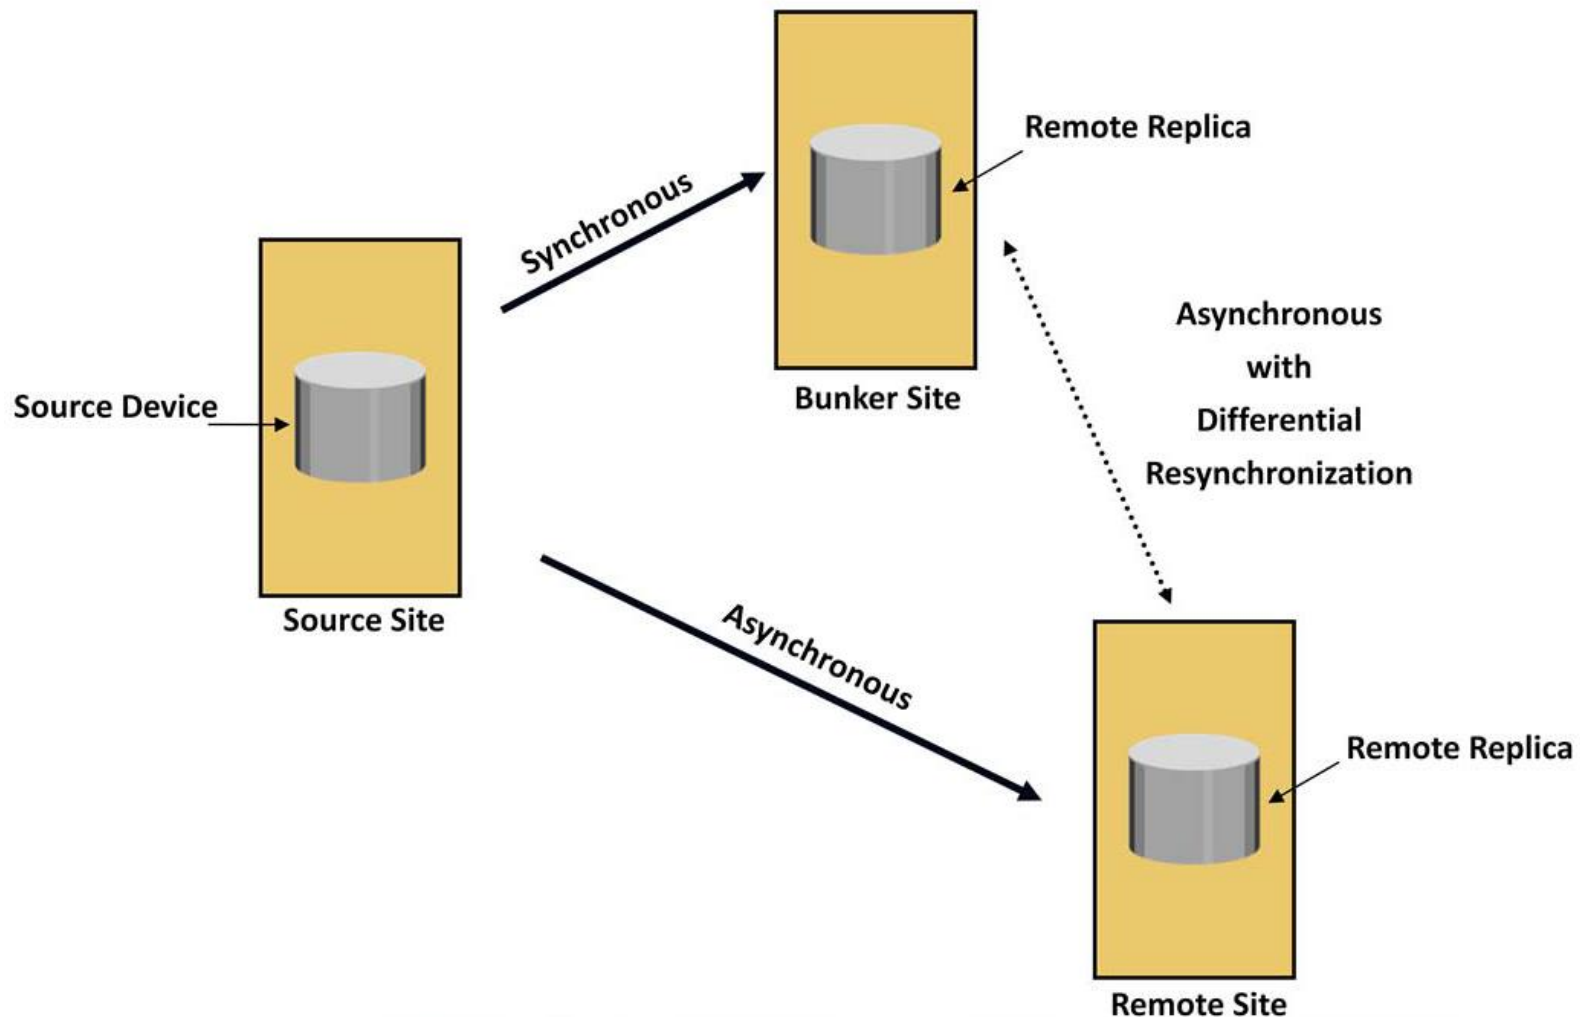 Remote Replica
Synchronous
Asynchronous
with
Differential
Resynchronization
Bunker Site
Source Device
Source Site
Asynchronous
Remote Replica
Remote Site